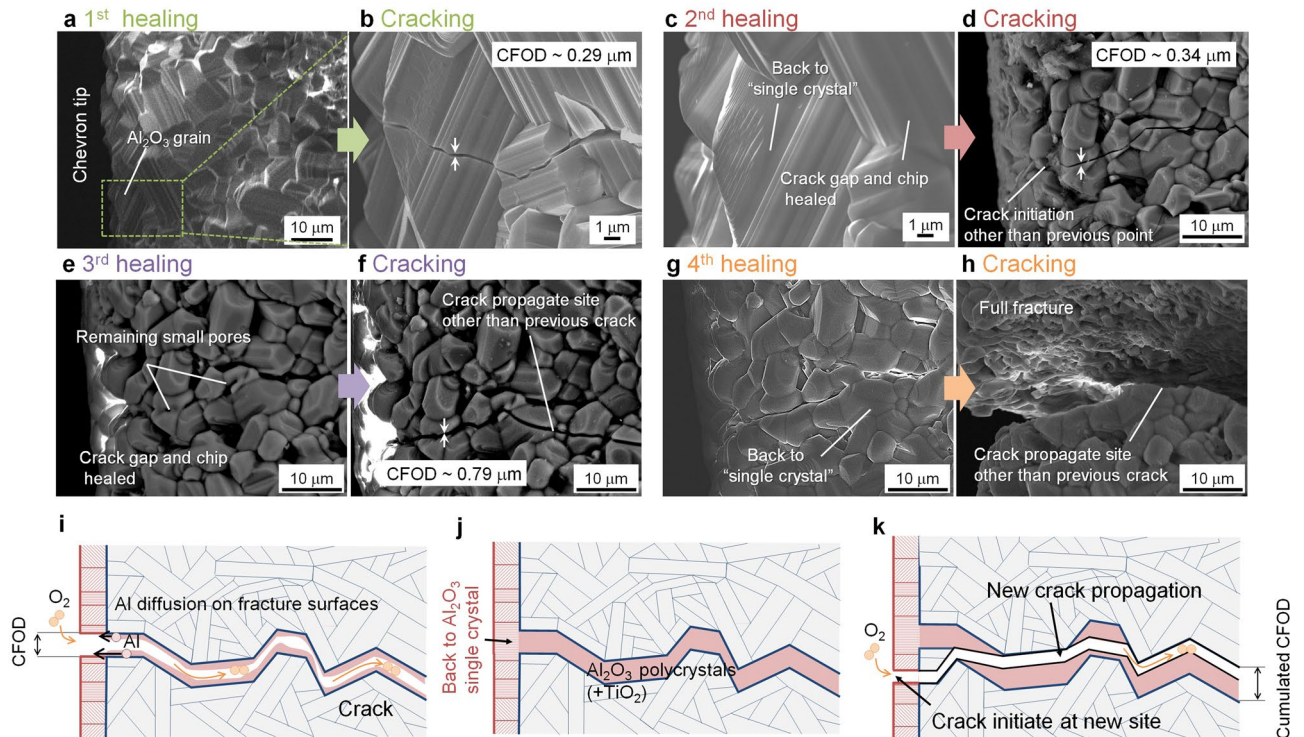 a 1st healing
Chevron tip
Al2O3 grain
10 µm
b Cracking
CFOD ~ 0.29 µm
1 µm
c 2nd healing
Back to
“single crystal”
Crack gap and chip
healed
1 µm
d Cracking
CFOD ~ 0.34 µm
Crack initiation
other than previous point
10 µm
e 3rd healing
Remaining small pores
Crack gap and chip
healed
10 µm
f Cracking
Crack propagate site
other than previous crack
CFOD ~ 0.79 µm
10 µm
g 4th healing
Back to
“single crystal”
10 µm
h Cracking
Full fracture
Crack propagate site
other than previous crack
10 µm
i
O2
CFOD
Al diffusion on fracture surfaces
Al
Crack
j
Back to Al2O3
single crystal
Al2O3 polycrystals
(+TiO2)
k
O2
New crack propagation
Crack initiate at new site
Cumulated CFOD